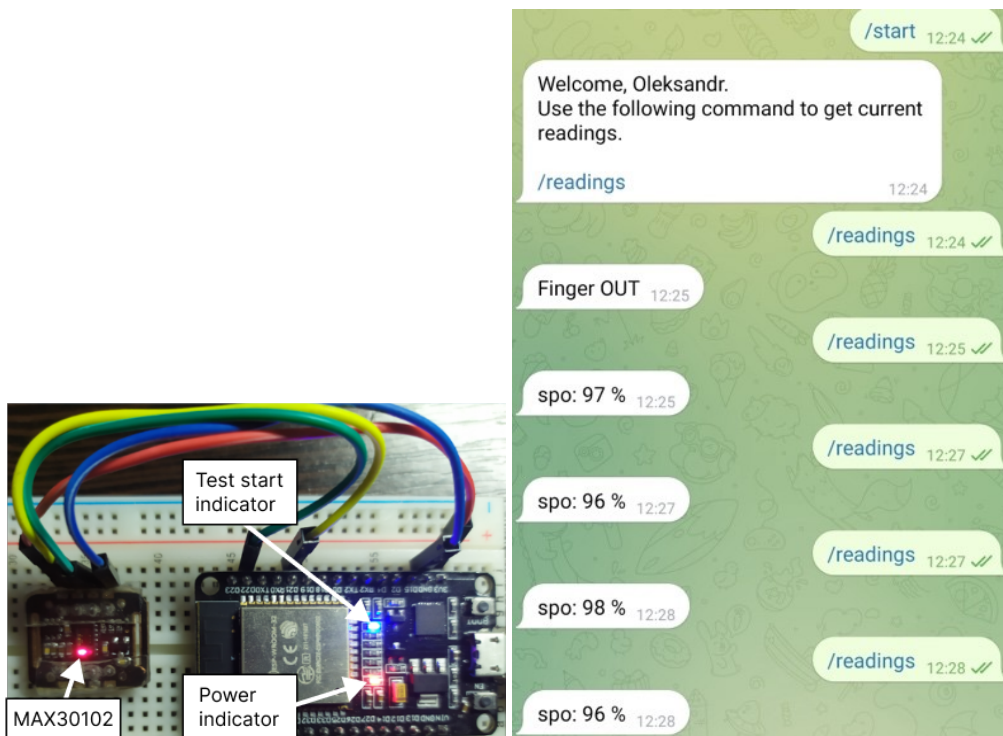 Test start
indicator
Power
indicator
MAX30102
/start 12:24
Welcome, Oleksandr.
Use the following command to get current
readings.
/readings
12:24
/readings 12:24
Finger OUT 12:25
/readings 12:25
spo: 97 % 12:25
/readings 12:27
spo: 96 % 12:27
/readings 12:27
spo: 98 % 12:28
/readings 12:28
spo: 96 % 12:28